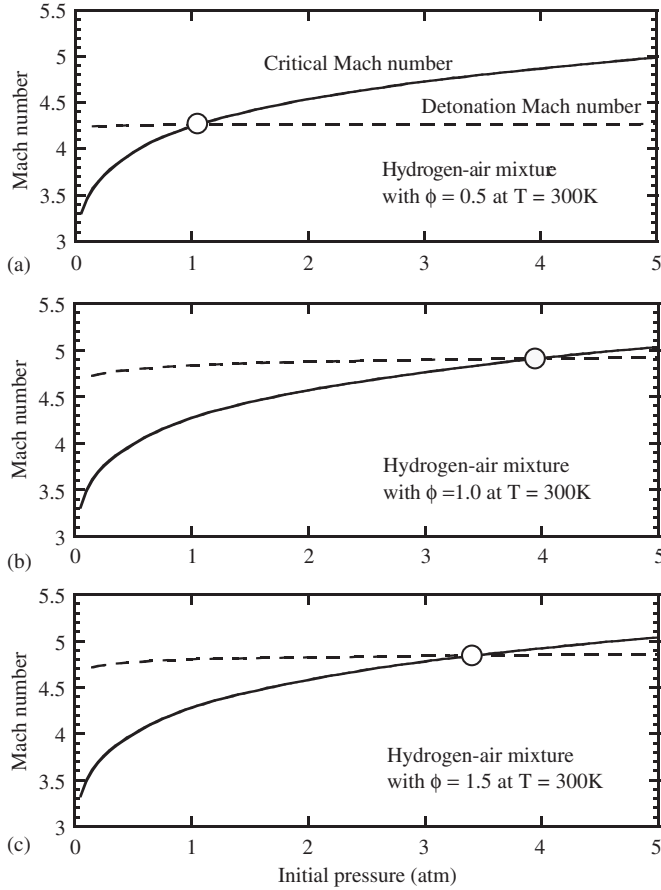 5.5
5
4.5
4
3.5
3
Mach number
Critical Mach number
Detonation Mach number
Hydrogen-air mixture
with ϕ = 0.5 at T = 300K
(a)
0 1 2 3 4 5
5.5
5
4.5
4
3.5
3
Mach number
Hydrogen-air mixture
with ϕ =1.0 at T = 300K
(b)
0 1 2 3 4 5
5.5
5
4.5
4
3.5
3
Mach number
Hydrogen-air mixture
with ϕ = 1.5 at T = 300K
(c)
0 1 2 3 4 5
Initial pressure (atm)